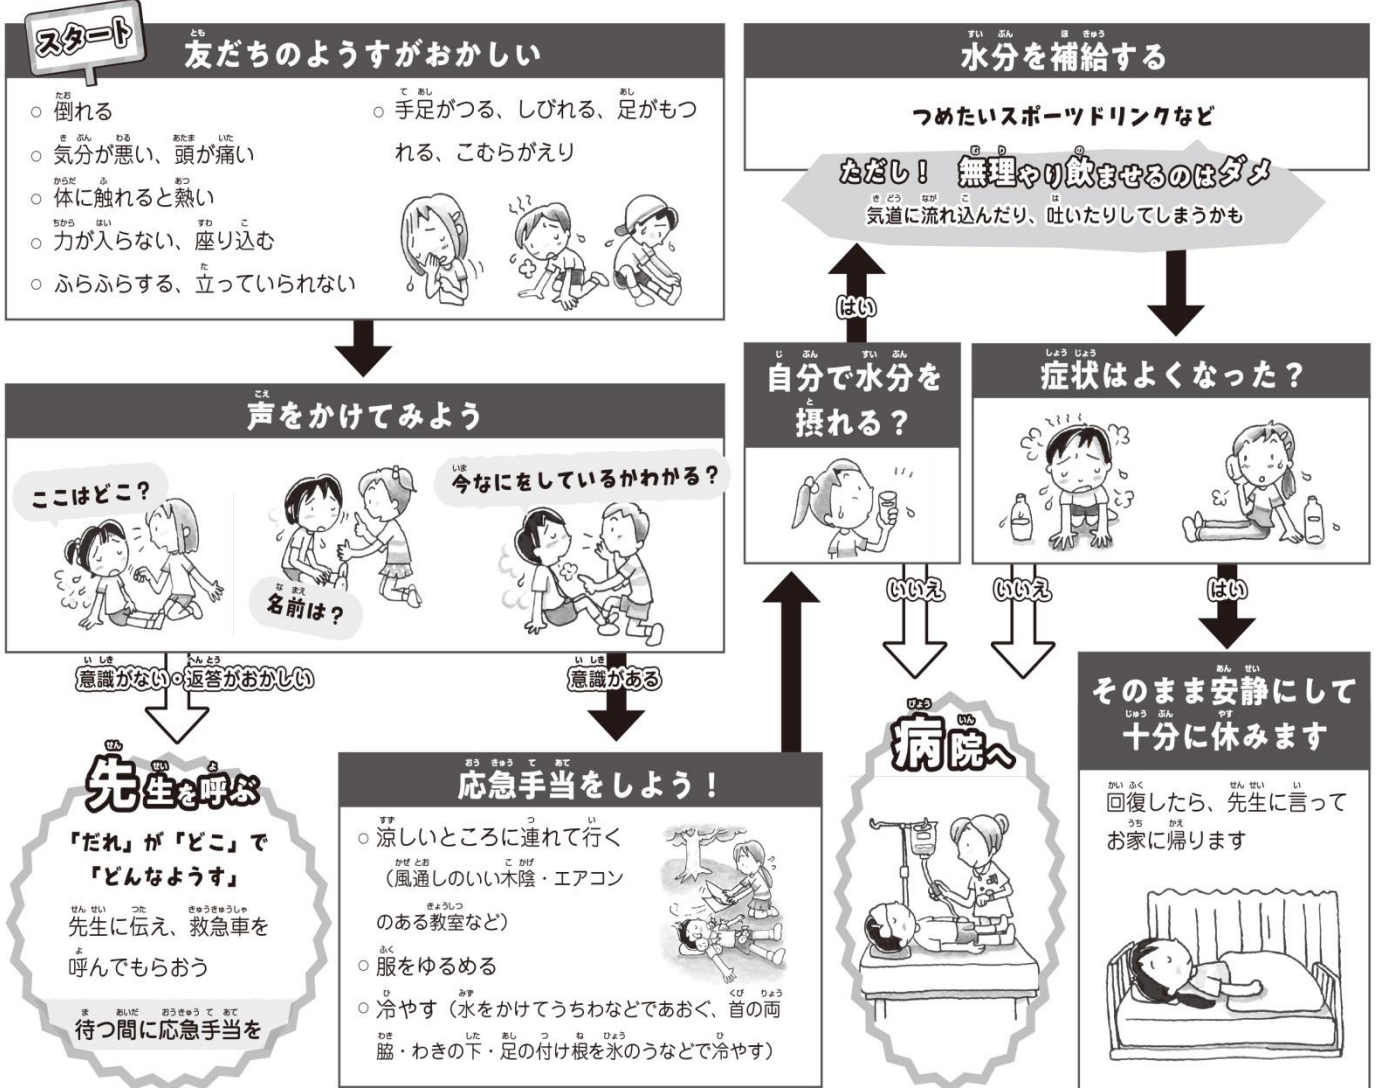 スタート
友だちのようすがおかしい
○ 倒れる
○ 気分が悪い、頭が痛い
○ 体に触れると熱い
○ 力が入らない、座り込む
○ ふらふらする、立っていられない
○ 手足がつる、しびれる、足がもつ
れる、こむらがえり
声をかけてみよう
ここはどこ？
名前は？
今なにをしているかわかる？
意識がない・返答がおかしい
意識がある
先生を呼ぶ
「だれ」が「どこ」で
「どんなようす」
先生に伝え、救急車を
呼んでもらおう
待つ間に応急手当を
応急手当をしよう！
○ 涼しいところに連れて行く
（風通しのいい木陰・エアコン
のある教室など）
○ 服をゆるめる
○ 冷やす（水をかけてうちわなどであおぐ、首の両
脇・わきの下・足の付け根を氷のうなどで冷やす）
自分で水分を
摂れる？
はい
いいえ
水分を補給する
つめたいスポーツドリンクなど
ただし！ 無理やり飲ませるのはダメ
気道に流れ込んだり、吐いたりしてしまうかも
症状はよくなった？
いいえ
はい
病院へ
そのまま安静にして
十分に休みます
回復したら、先生に言って
お家に帰ります